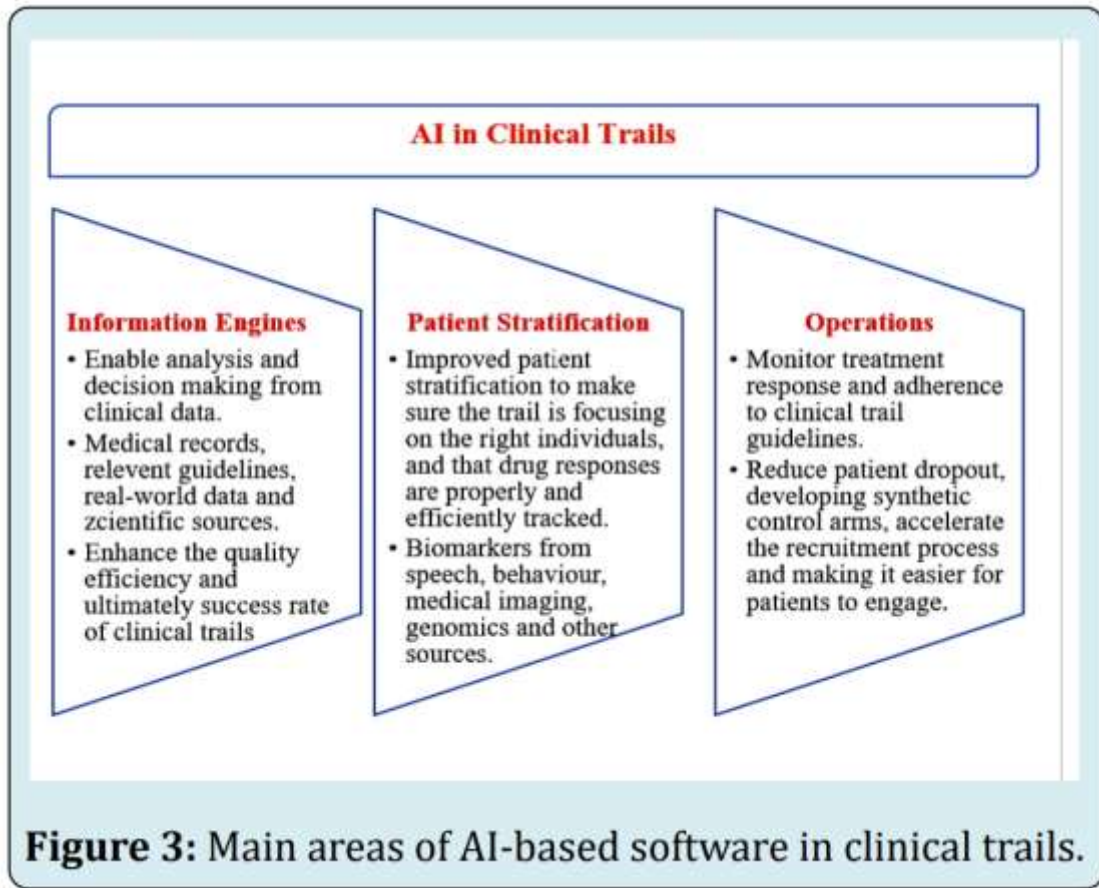 AI in Clinical Trails
Information Engines
• Enable analysis and
decision making from
clinical data.
• Medical records,
relevent guidelines,
real-world data and
zcientific sources.
• Enhance the quality
efficiency and
ultimately success rate
of clinical trails
Patient Stratification
• Improved patient
stratification to make
sure the trail is focusing
on the right individuals,
and that drug responses
are properly and
efficiently tracked.
• Biomarkers from
speech, behaviour,
medical imaging,
genomics and other
sources.
Operations
• Monitor treatment
response and adherence
to clinical trail
guidelines.
• Reduce patient dropout,
developing synthetic
control arms, accelerate
the recruitment process
and making it easier for
patients to engage.
Figure 3: Main areas of AI-based software in clinical trails.